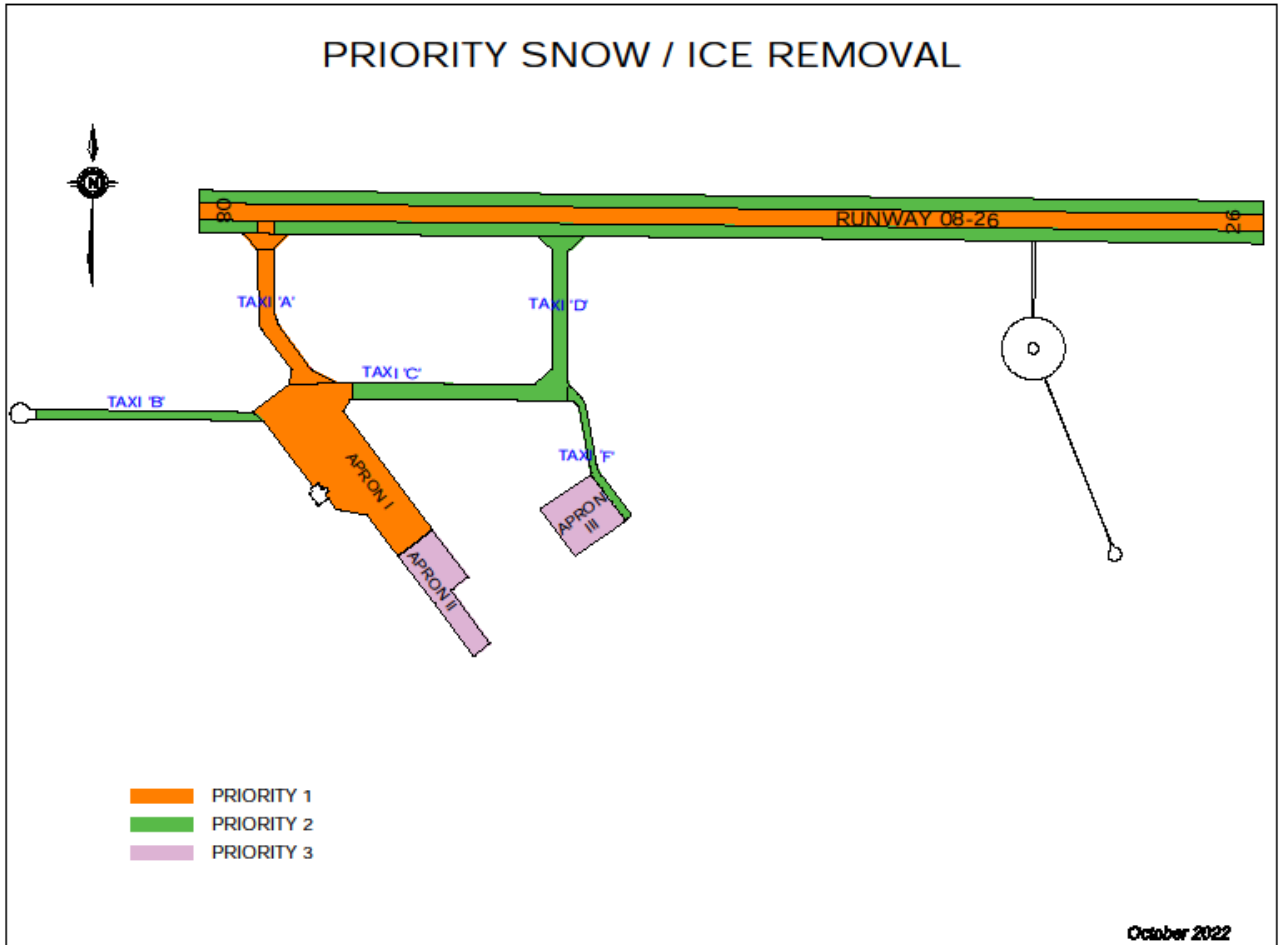 PRIORITY SNOW / ICE REMOVAL
N
08
RUNWAY 08-26
26
TAXI 'A'
TAXI 'D'
TAXI 'C'
TAXI 'B'
TAXI 'F'
APRON I
APRON
III
APRON II
PRIORITY 1
PRIORITY 2
PRIORITY 3
October 2022